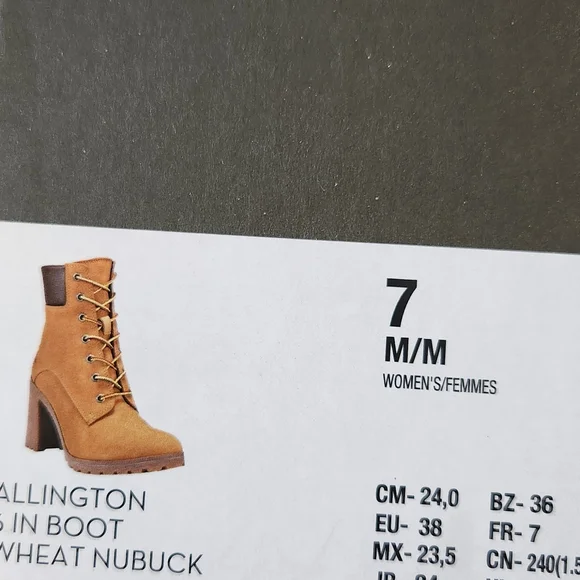 7
M/M
WOMEN'S/FEMMES
ALLINGTON
6 IN BOOT
WHEAT NUBUCK
CM- 24,0 BZ- 36
EU- 38 FR- 7
MX- 23,5 CN- 240(1.5